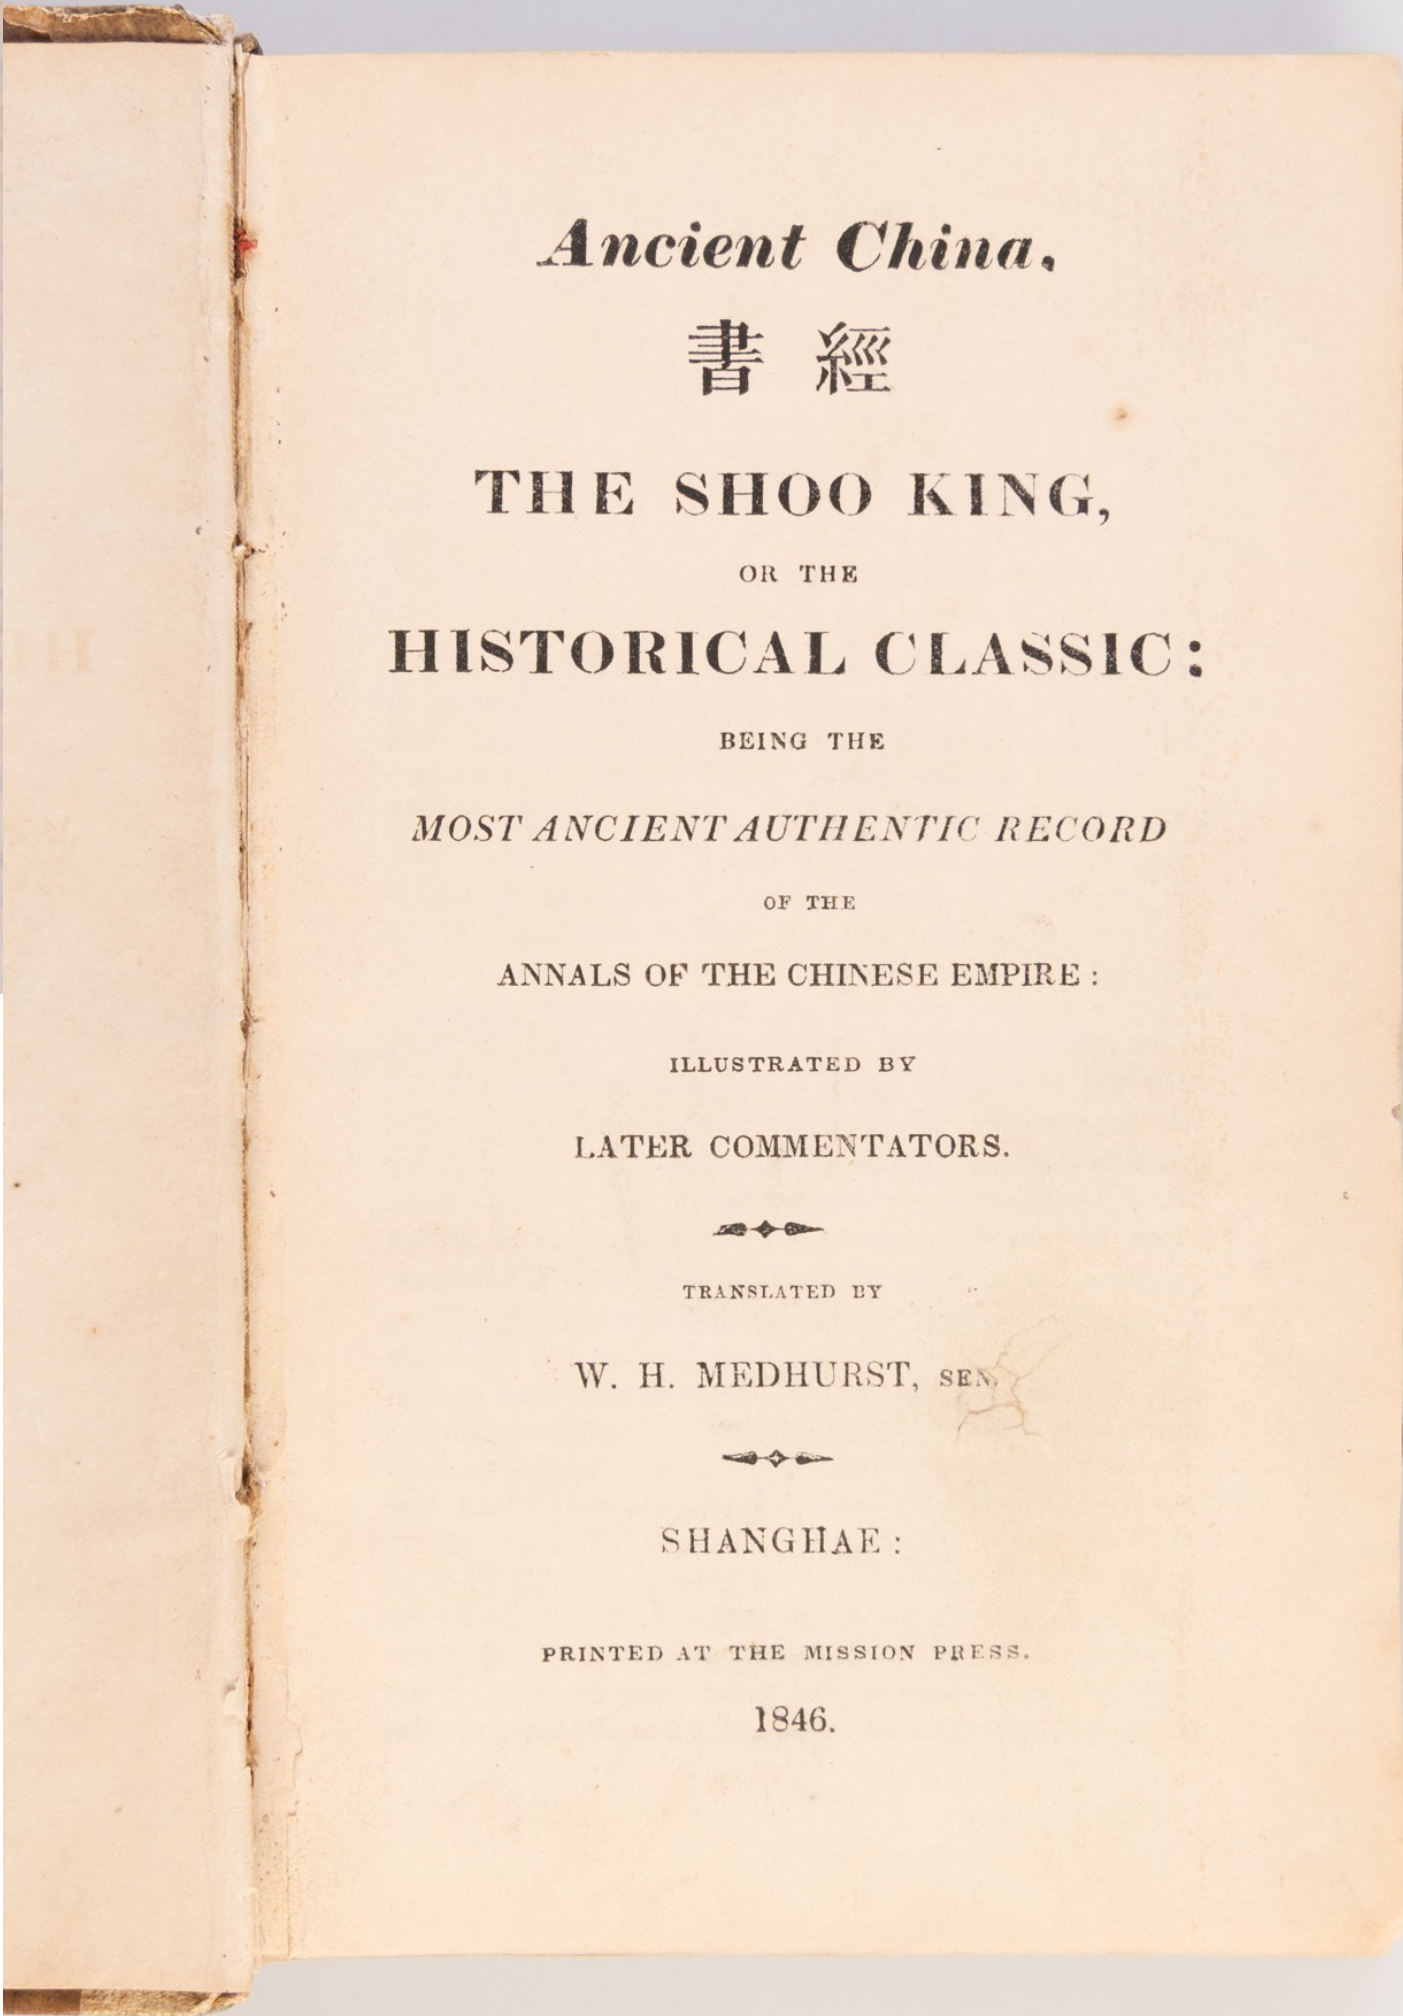 Ancient China.
書 經
THE SHOO KING,
OR THE
HISTORICAL CLASSIC:
BEING THE
MOST ANCIENT AUTHENTIC RECORD
OF THE
ANNALS OF THE CHINESE EMPIRE:
ILLUSTRATED BY
LATER COMMENTATORS.
TRANSLATED BY
W. H. MEDHURST, SEN.
SHANGHAE:
PRINTED AT THE MISSION PRESS.
1846.